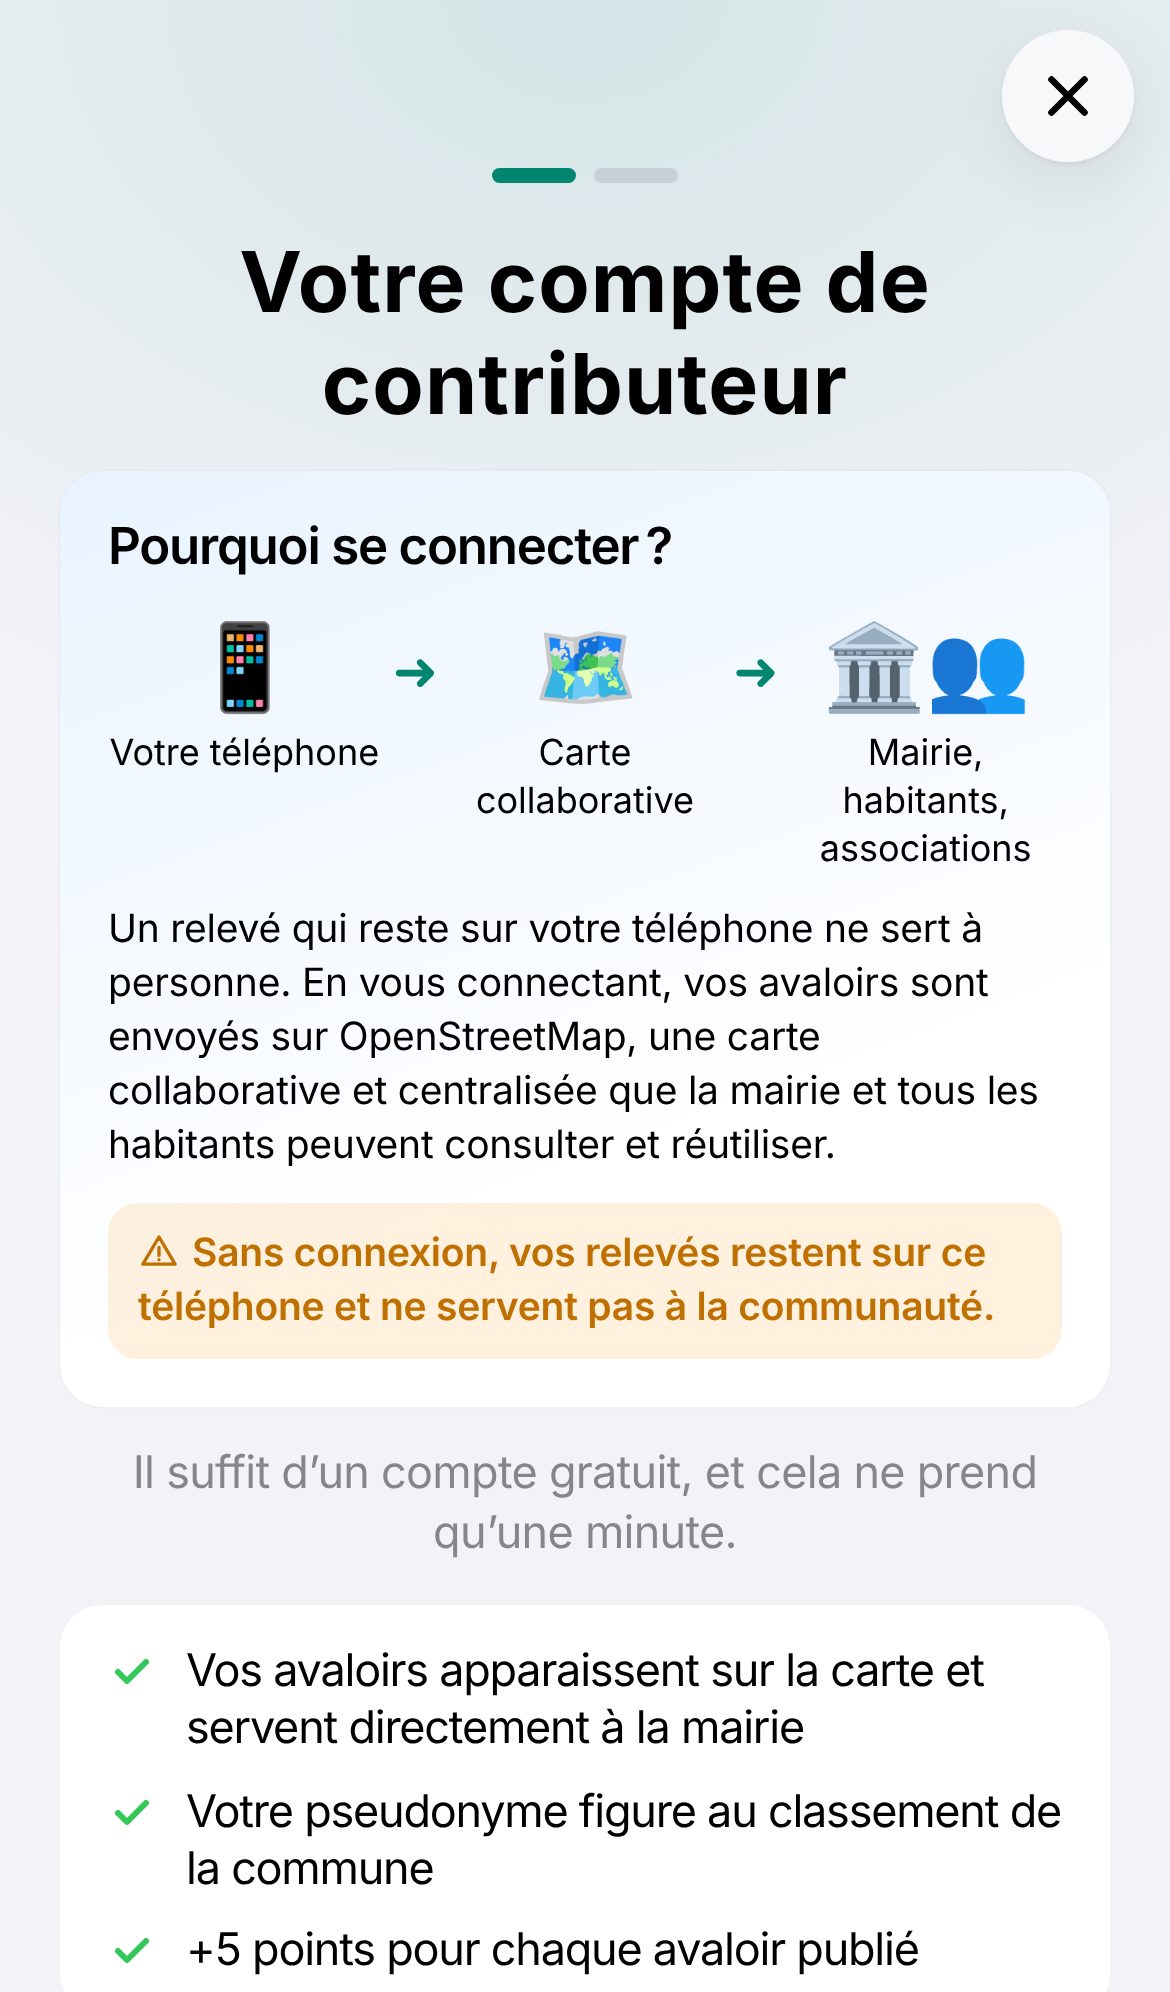 Votre compte de
contributeur
Pourquoi se connecter ?
Votre téléphone
Carte
collaborative
Mairie,
habitants,
associations
Un relevé qui reste sur votre téléphone ne sert à
personne. En vous connectant, vos avaloirs sont
envoyés sur OpenStreetMap, une carte
collaborative et centralisée que la mairie et tous les
habitants peuvent consulter et réutiliser.
⚠ Sans connexion, vos relevés restent sur ce
téléphone et ne servent pas à la communauté.
Il suffit d’un compte gratuit, et cela ne prend
qu’une minute.
Vos avaloirs apparaissent sur la carte et
servent directement à la mairie
Votre pseudonyme figure au classement de
la commune
+5 points pour chaque avaloir publié